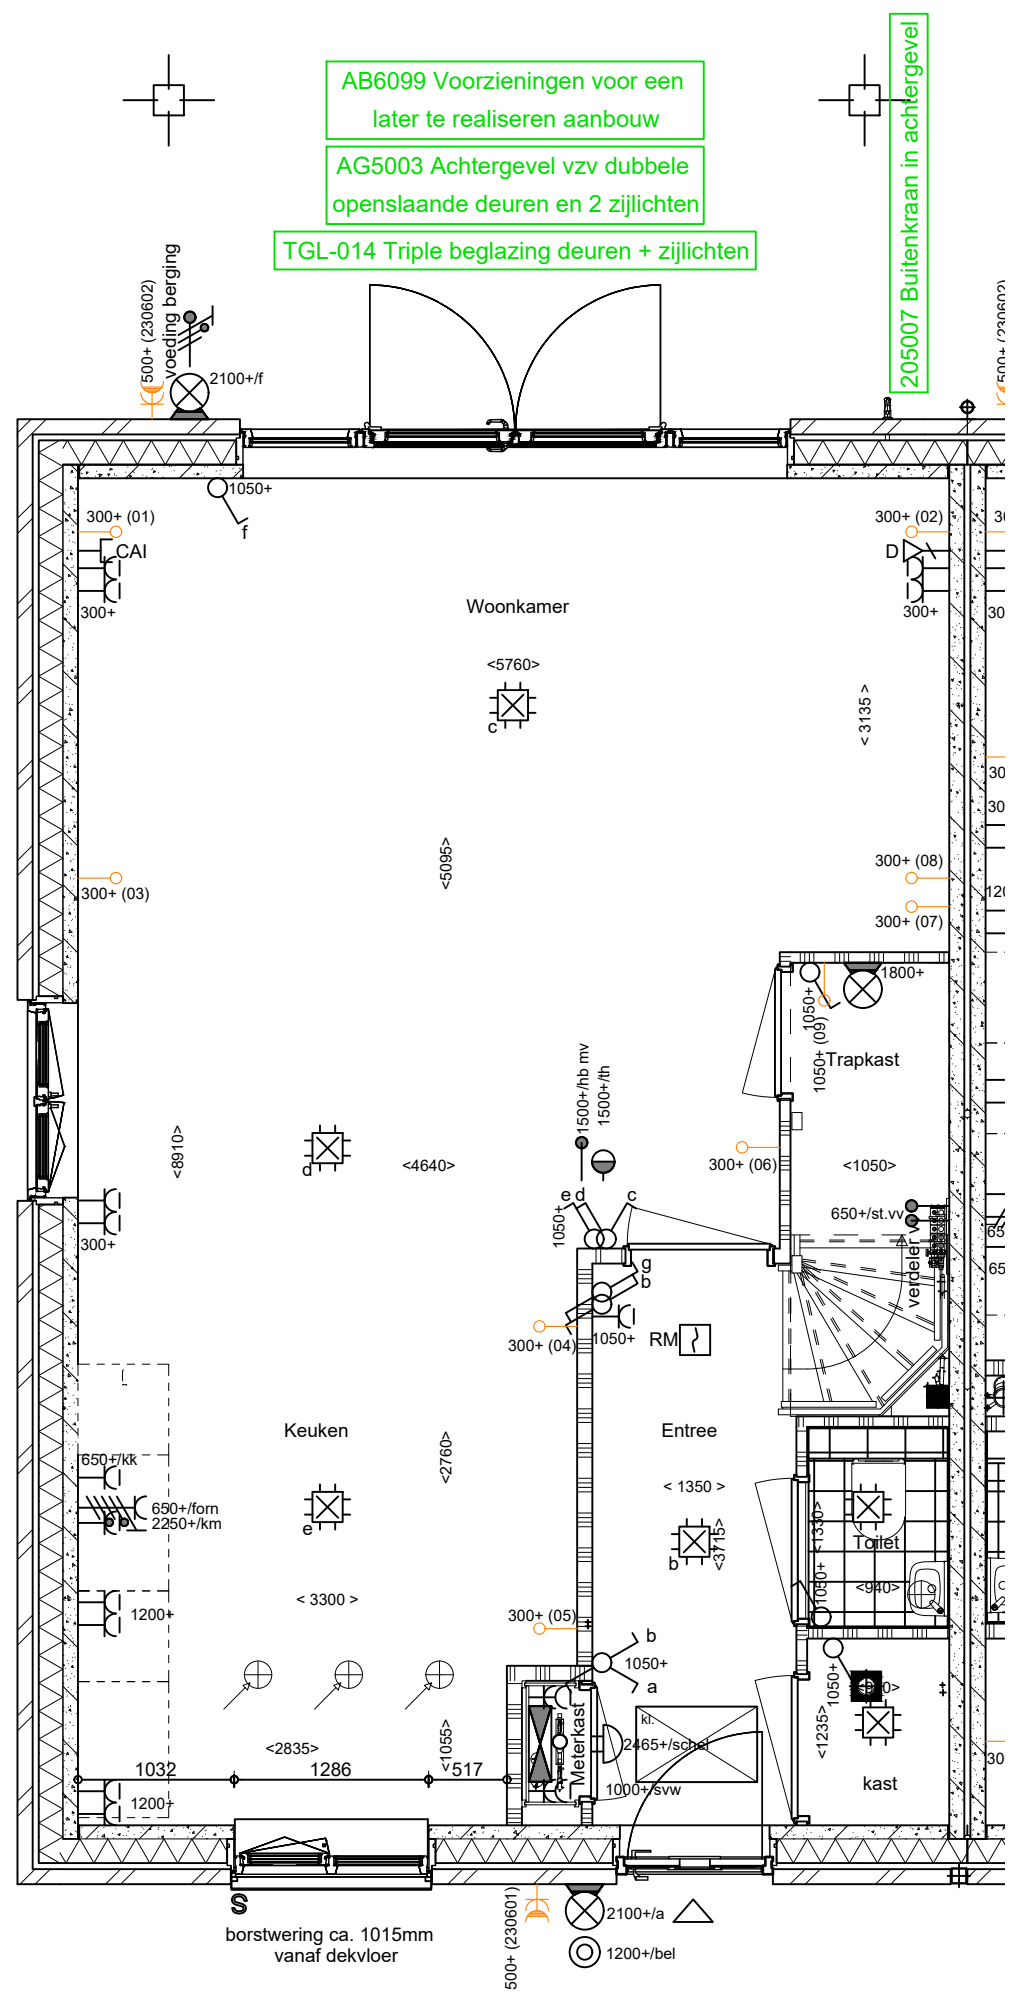 AB6099 Voorzieningen voor een
later te realiseren aanbouw
AG5003 Achtergevel vzv dubbele
openslaande deuren en 2 zijlichten
TGL-014 Triple beglazing deuren + zijlichten
205007 Buitenkraan in achtergevel
500+ (230602)
voeding berging
2100+/f
500+ (230602)
1050+
f
300+ (01)
CAI
300+
300+ (02)
D
300+
Woonkamer
<5760>
c
< 3135 >
<5095>
300+ (03)
300+ (08)
300+ (07)
1800+
1050+
1050+ (09)
Trapkast
1500+/hb mv
1500+/th
300+ (06)
<1050>
<8910>
d
<4640>
650+/st.vv
e d
c
1050+
300+
g
b
1050+
300+ (04)
RM
Keuken
Entree
<2760>
650+/kk
< 1350 >
650+/forn
2250+/km
e
b
<3715>
<1330>
Toilet
<940>
1050+
< 3300 >
1200+
300+ (05)
b
1050+
a
1050+
Meterkast
kl.
2465+/schel
<1235>
<2835>
<1055>
1032
1286
517
1000+/svw
kast
1200+
S
borstwering ca. 1015mm
vanaf dekvloer
500+ (230601)
2100+/a
1200+/bel